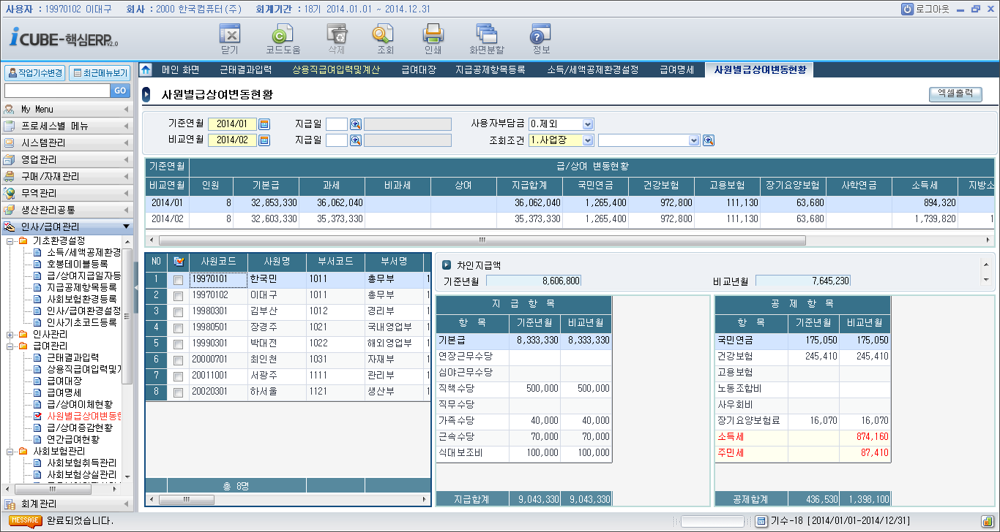 사용자 : 19970102 이대구 회사 : 2000 한국컴퓨터(주) 회계기간 : 18기 2014.01.01 ~ 2014.12.31 로그아웃
iCUBE-핵심ERP v2.0
닫기 코드도움 삭제 조회 인쇄 화면분할 정보
작업기수변경 최근메뉴보기
GO
My Menu
프로세스별 메뉴
시스템관리
영업관리
구매/자재관리
무역관리
생산관리공통
인사/급여관리
기초환경설정
소득/세액공제환경
호봉테이블등록
급/상여지급일자등
지급공제항목등록
사회보험환경등록
인사/급여환경설정
인사기초코드등록
인사관리
급여관리
근태결과입력
상용직급여입력및계
급여대장
급여명세
급/상여이체현황
사원별급상여변동현
급/상여증감현황
연간급여현황
사회보험관리
사회보험취득관리
사회보험상실관리
회계관리
메인 화면 근태결과입력 상용직급여입력및계산 급여대장 지급공제항목등록 소득/세액공제환경설정 급여명세 사원별급상여변동현황
사원별급상여변동현황 엑셀출력
기준연월 2014/01 지급일 사용자부담금 0.제외
비교연월 2014/02 지급일 조회조건 1.사업장
기준연월 급/상여 변동현황
비교연월 인원 기본급 과세 비과세 상여 지급합계 국민연금 건강보험 고용보험 장기요양보험 사학연금 소득세 지방소
2014/01 8 32,853,330 36,062,040 36,062,040 1,265,400 972,800 111,130 63,680 894,320
2014/02 8 32,603,330 35,373,330 35,373,330 1,265,400 972,800 111,130 63,680 1,739,820 1
NO 사원코드 사원명 부서코드 부서명
1 19970101 한국민 1011 총무부 1
2 19970102 이대구 1011 총무부 1
3 19980301 김부산 1012 경리부 1
4 19980501 장경주 1021 국내영업부 1
5 19990301 박대전 1022 해외영업부 1
6 20000701 최인천 1031 자재부 1
7 20011001 서광주 1111 관리부 1
8 20020301 하서울 1121 생산부 1
총 8명
차인지급액
기준년월 8,606,800 비교년월 7,645,230
지 급 항 목
항 목 기준년월 비교년월
기본급 8,333,330 8,333,330
연장근무수당
심야근무수당
직책수당 500,000 500,000
직무수당
가족수당 40,000 40,000
근속수당 70,000 70,000
식대보조비 100,000 100,000
지급합계 9,043,330 9,043,330
공 제 항 목
항 목 기준년월 비교년월
국민연금 175,050 175,050
건강보험 245,410 245,410
고용보험
노동조합비
사우회비
장기요양보험료 16,070 16,070
소득세 874,160
주민세 87,410
공제합계 436,530 1,398,100
MESSAGE 완료되었습니다. 기수-18 [2014/01/01-2014/12/31]